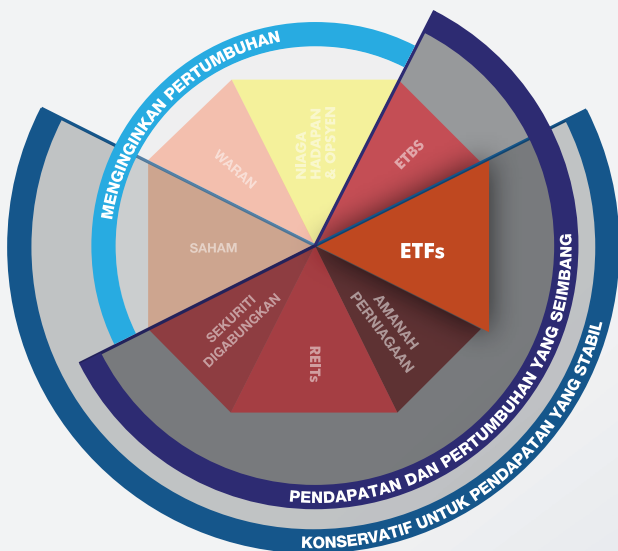 MENGINGINKAN PERTUMBUHAN
WARAN
NIAGA
HADAPAN
& OPSYEN
ETBS
SAHAM
ETFs
SEKURITI
DIGABUNGKAN
REITs
AMANAH
PERNIAGAAN
PENDAPATAN DAN PERTUMBUHAN YANG SEIMBANG
KONSERVATIF UNTUK PENDAPATAN YANG STABIL